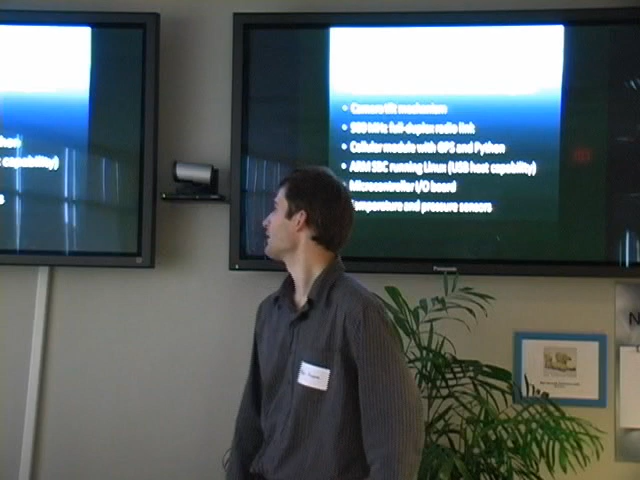 • Camera tilt mechanism
• 900 MHz full-duplex radio link
• Cellular module with GPS and Python
• ARM SBC running Linux (USB host capability)
Microcontroller I/O board
Temperature and pressure sensors
capability)
Panasonic
N